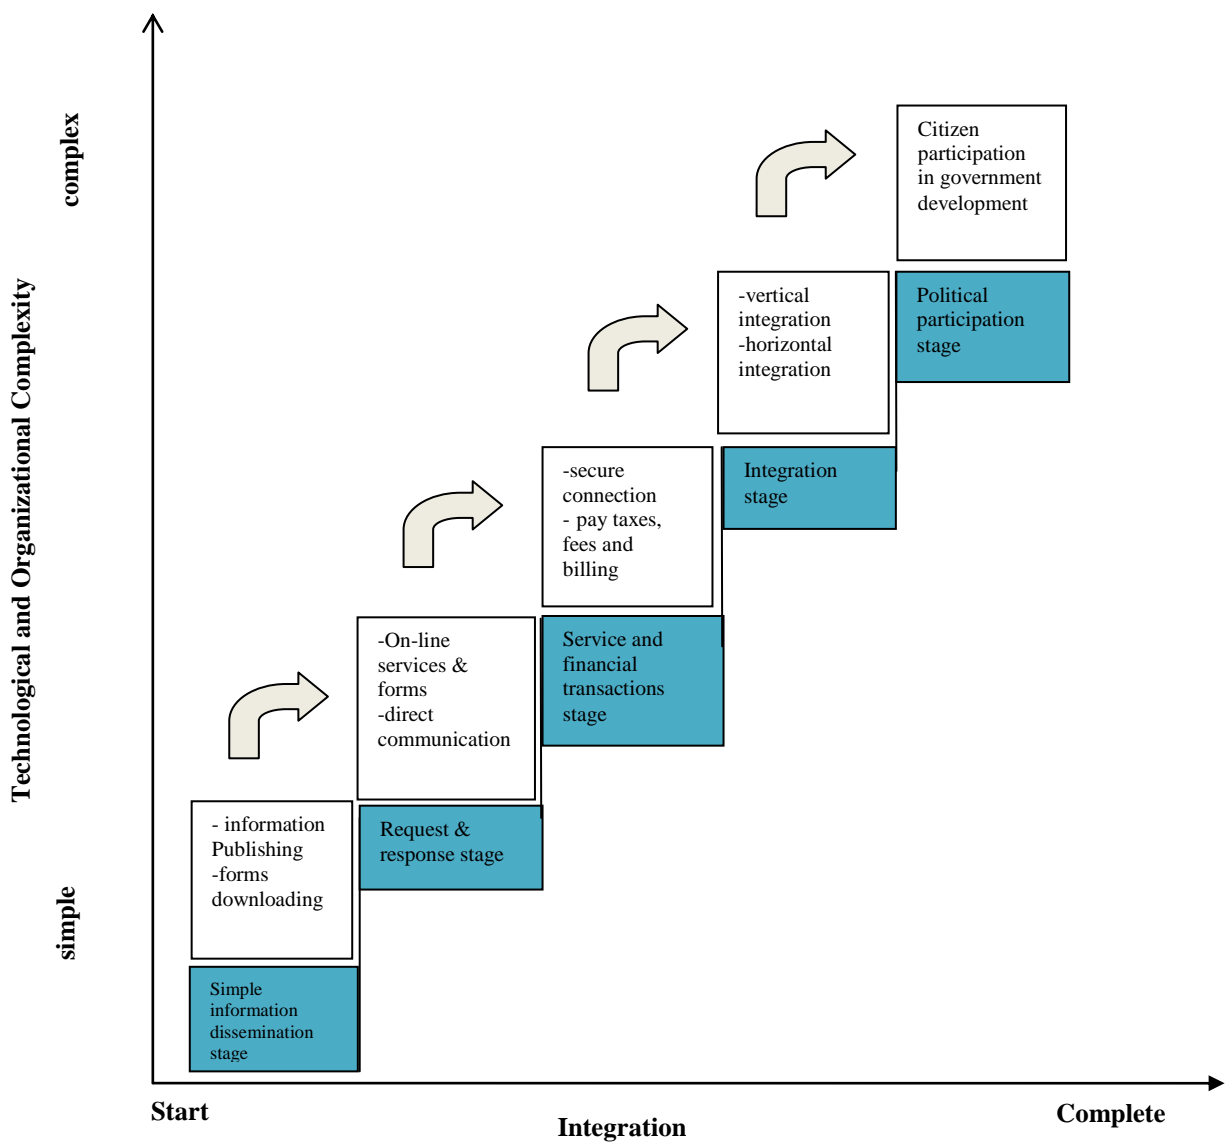 complex
Technological and Organizational Complexity
simple
Citizen
participation
in government
development
Political
participation
stage
-vertical
integration
-horizontal
integration
Integration
stage
-secure
connection
- pay taxes,
fees and
billing
Service and
financial
transactions
stage
-On-line
services &
forms
-direct
communication
Request &
response stage
- information
Publishing
-forms
downloading
Simple
information
dissemination
stage
Start
Integration
Complete